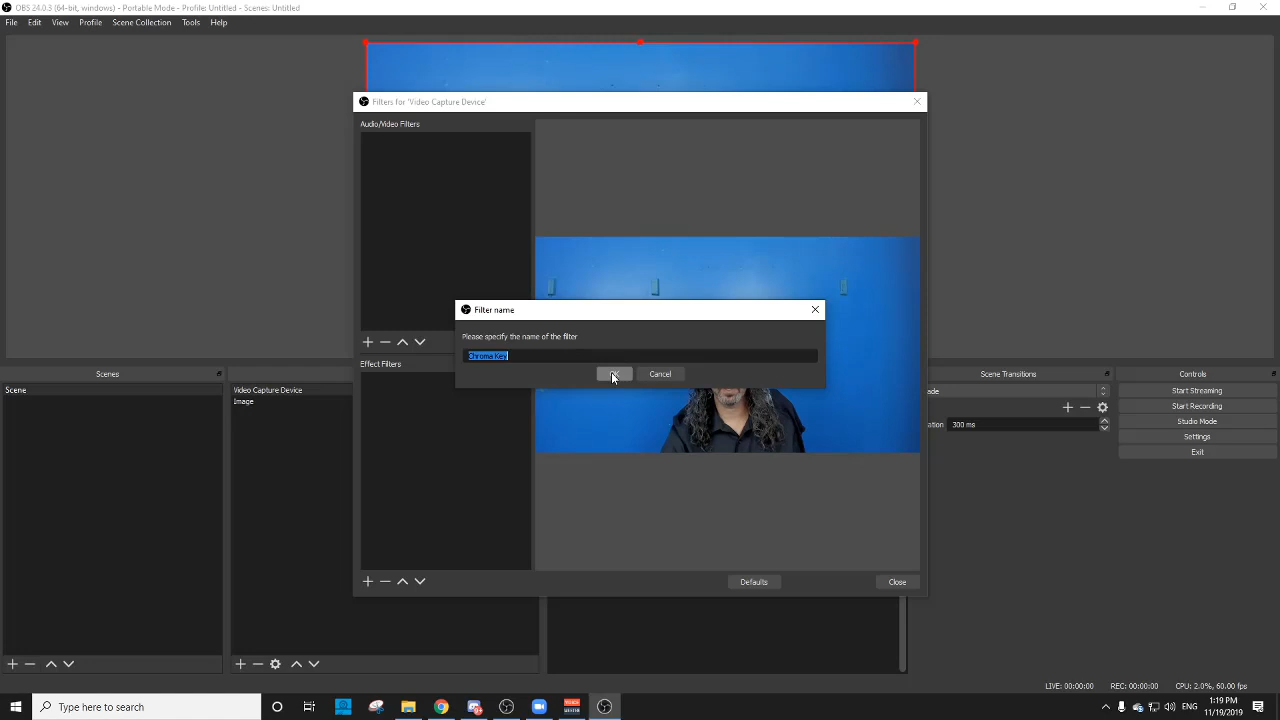 OBS 24.0.3 (64-bit, windows) - Portable Mode - Profile: Untitled - Scenes: Untitled
File Edit View Profile Scene Collection Tools Help
Filters for 'Video Capture Device'
Audio/Video Filters
Filter name
Please specify the name of the filter
Chroma Key
OK Cancel
Effect Filters
Defaults Close
Scenes
Scene
Video Capture Device
Image
Scene Transitions
ade
ation 300 ms
Controls
Start Streaming
Start Recording
Studio Mode
Settings
Exit
LIVE: 00:00:00 REC: 00:00:00 CPU: 2.0%, 60.00 fps
Type here to search
1:19 PM
11/19/2019